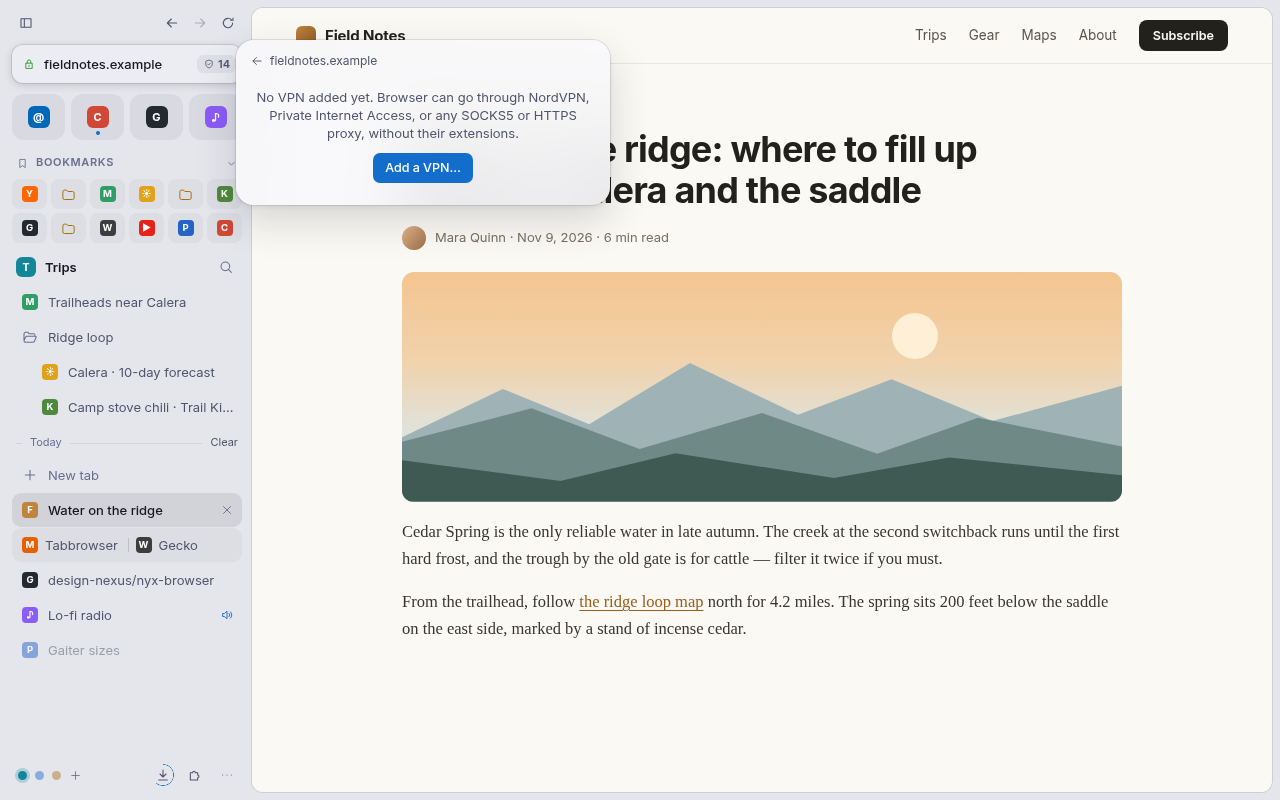 fieldnotes.example
14
@
C
G
BOOKMARKS
Y
M
K
G
W
P
C
T Trips
M Trailheads near Calera
Ridge loop
Calera · 10-day forecast
K Camp stove chili · Trail Ki...
Today
Clear
New tab
F Water on the ridge
M Tabbrowser
W Gecko
G design-nexus/nyx-browser
Lo-fi radio
P Gaiter sizes
fieldnotes.example
No VPN added yet. Browser can go through NordVPN,
Private Internet Access, or any SOCKS5 or HTTPS
proxy, without their extensions.
Add a VPN...
Field Notes
Trips
Gear
Maps
About
Subscribe
ridge: where to fill up
and the saddle
Mara Quinn · Nov 9, 2026 · 6 min read
Cedar Spring is the only reliable water in late autumn. The creek at the second switchback runs until the first
hard frost, and the trough by the old gate is for cattle — filter it twice if you must.
From the trailhead, follow the ridge loop map north for 4.2 miles. The spring sits 200 feet below the saddle
on the east side, marked by a stand of incense cedar.